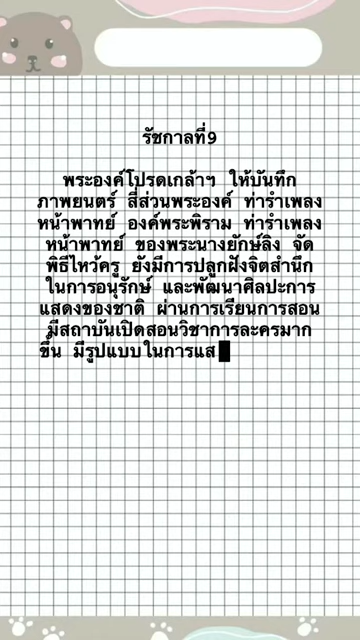 รัชกาลที่9
พระองค์โปรดเกล้าฯ ให้บันทึก
ภาพยนตร์ สี่ส่วนพระองค์ ท่ารำเพลง
หน้าพาทย์ องค์พระพิราม ท่ารำเพลง
หน้าพาทย์ ของพระนางยักษ์ลิง จัด
พิธีไหว้ครู ยังมีการปลูกฝังจิตสำนึก
ในการอนุรักษ์ และพัฒนาศิลปะการ
แสดงของชาติ ผ่านการเรียนการสอน
มีสถาบันเปิดสอนวิชาการละครมาก
ขึ้น มีรูปแบบในการแส